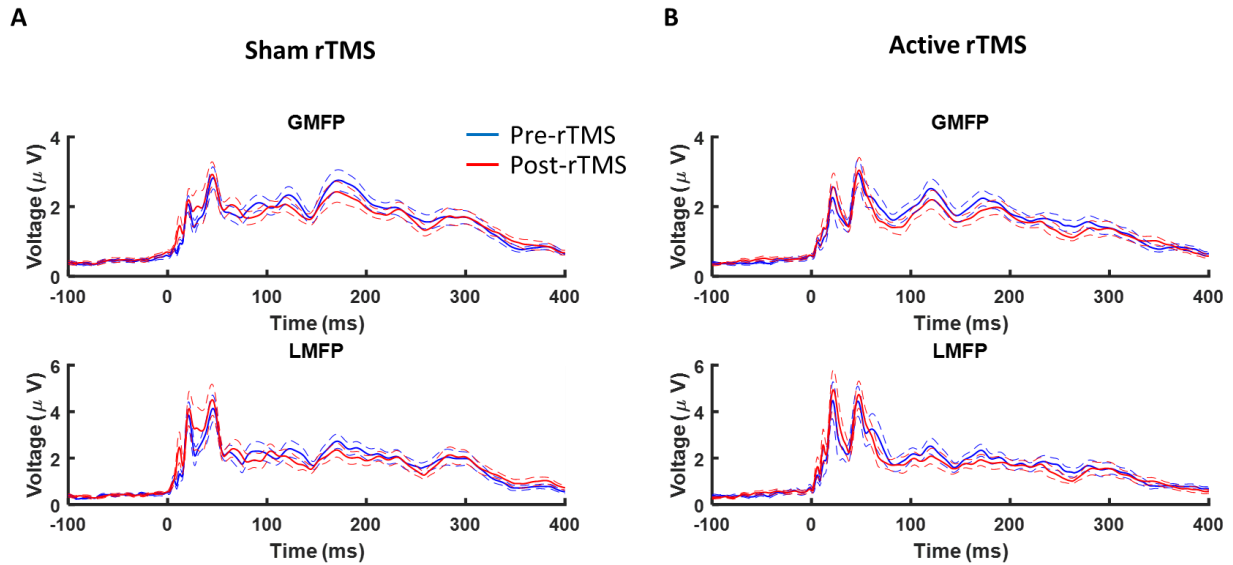 A
B
Sham rTMS
Active rTMS
GMFP
GMFP
Pre-rTMS
Post-rTMS
Voltage (μ V)
4
2
0
-100 0 100 200 300 400
Time (ms)
Voltage (μ V)
4
2
0
-100 0 100 200 300 400
Time (ms)
LMFP
LMFP
Voltage (μ V)
6
4
2
0
-100 0 100 200 300 400
Time (ms)
Voltage (μ V)
6
4
2
0
-100 0 100 200 300 400
Time (ms)